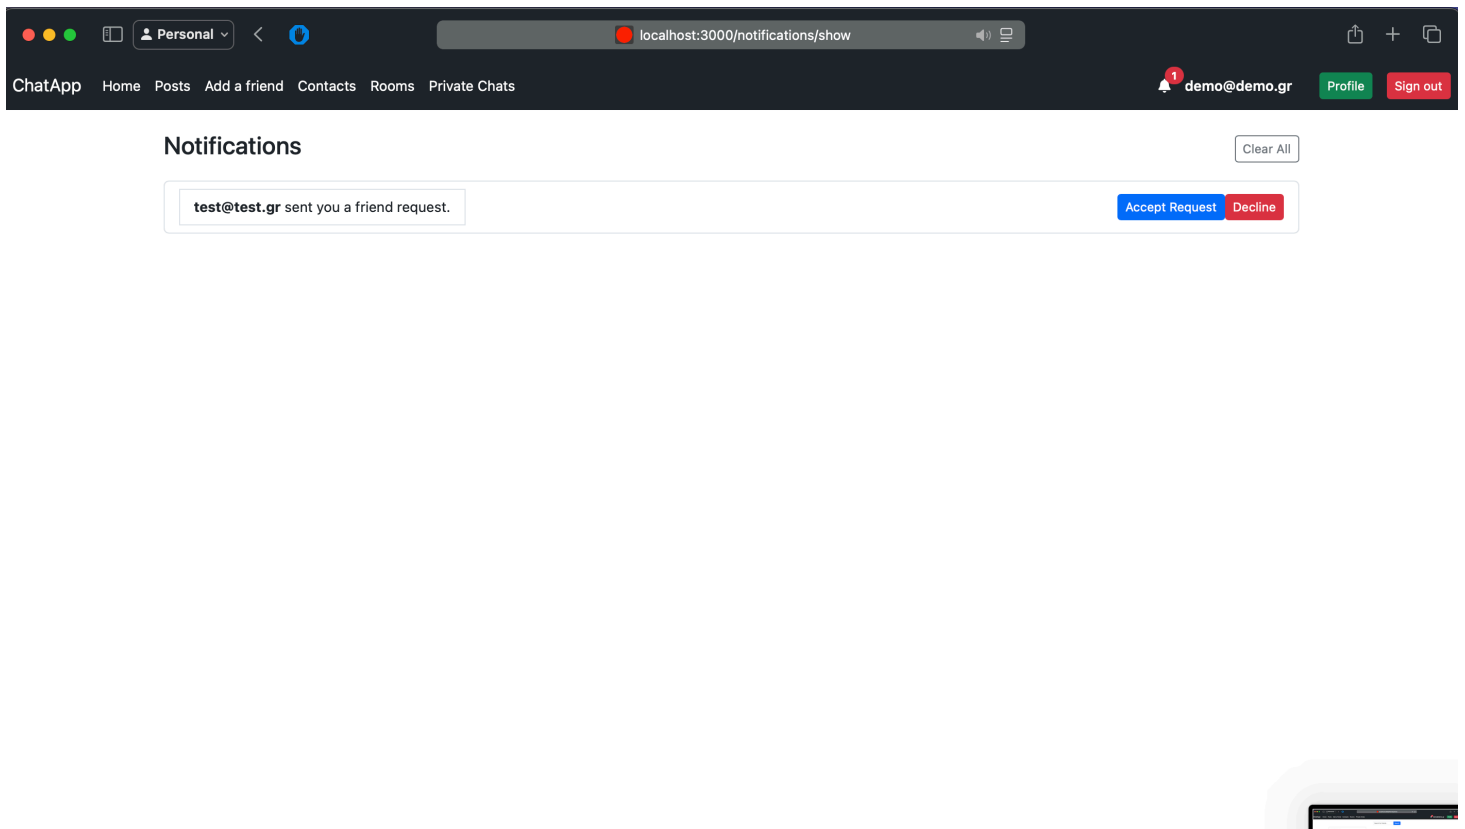 Personal
localhost:3000/notifications/show
ChatApp Home Posts Add a friend Contacts Rooms Private Chats 1 demo@demo.gr Profile Sign out
Notifications Clear All
test@test.gr sent you a friend request. Accept Request Decline